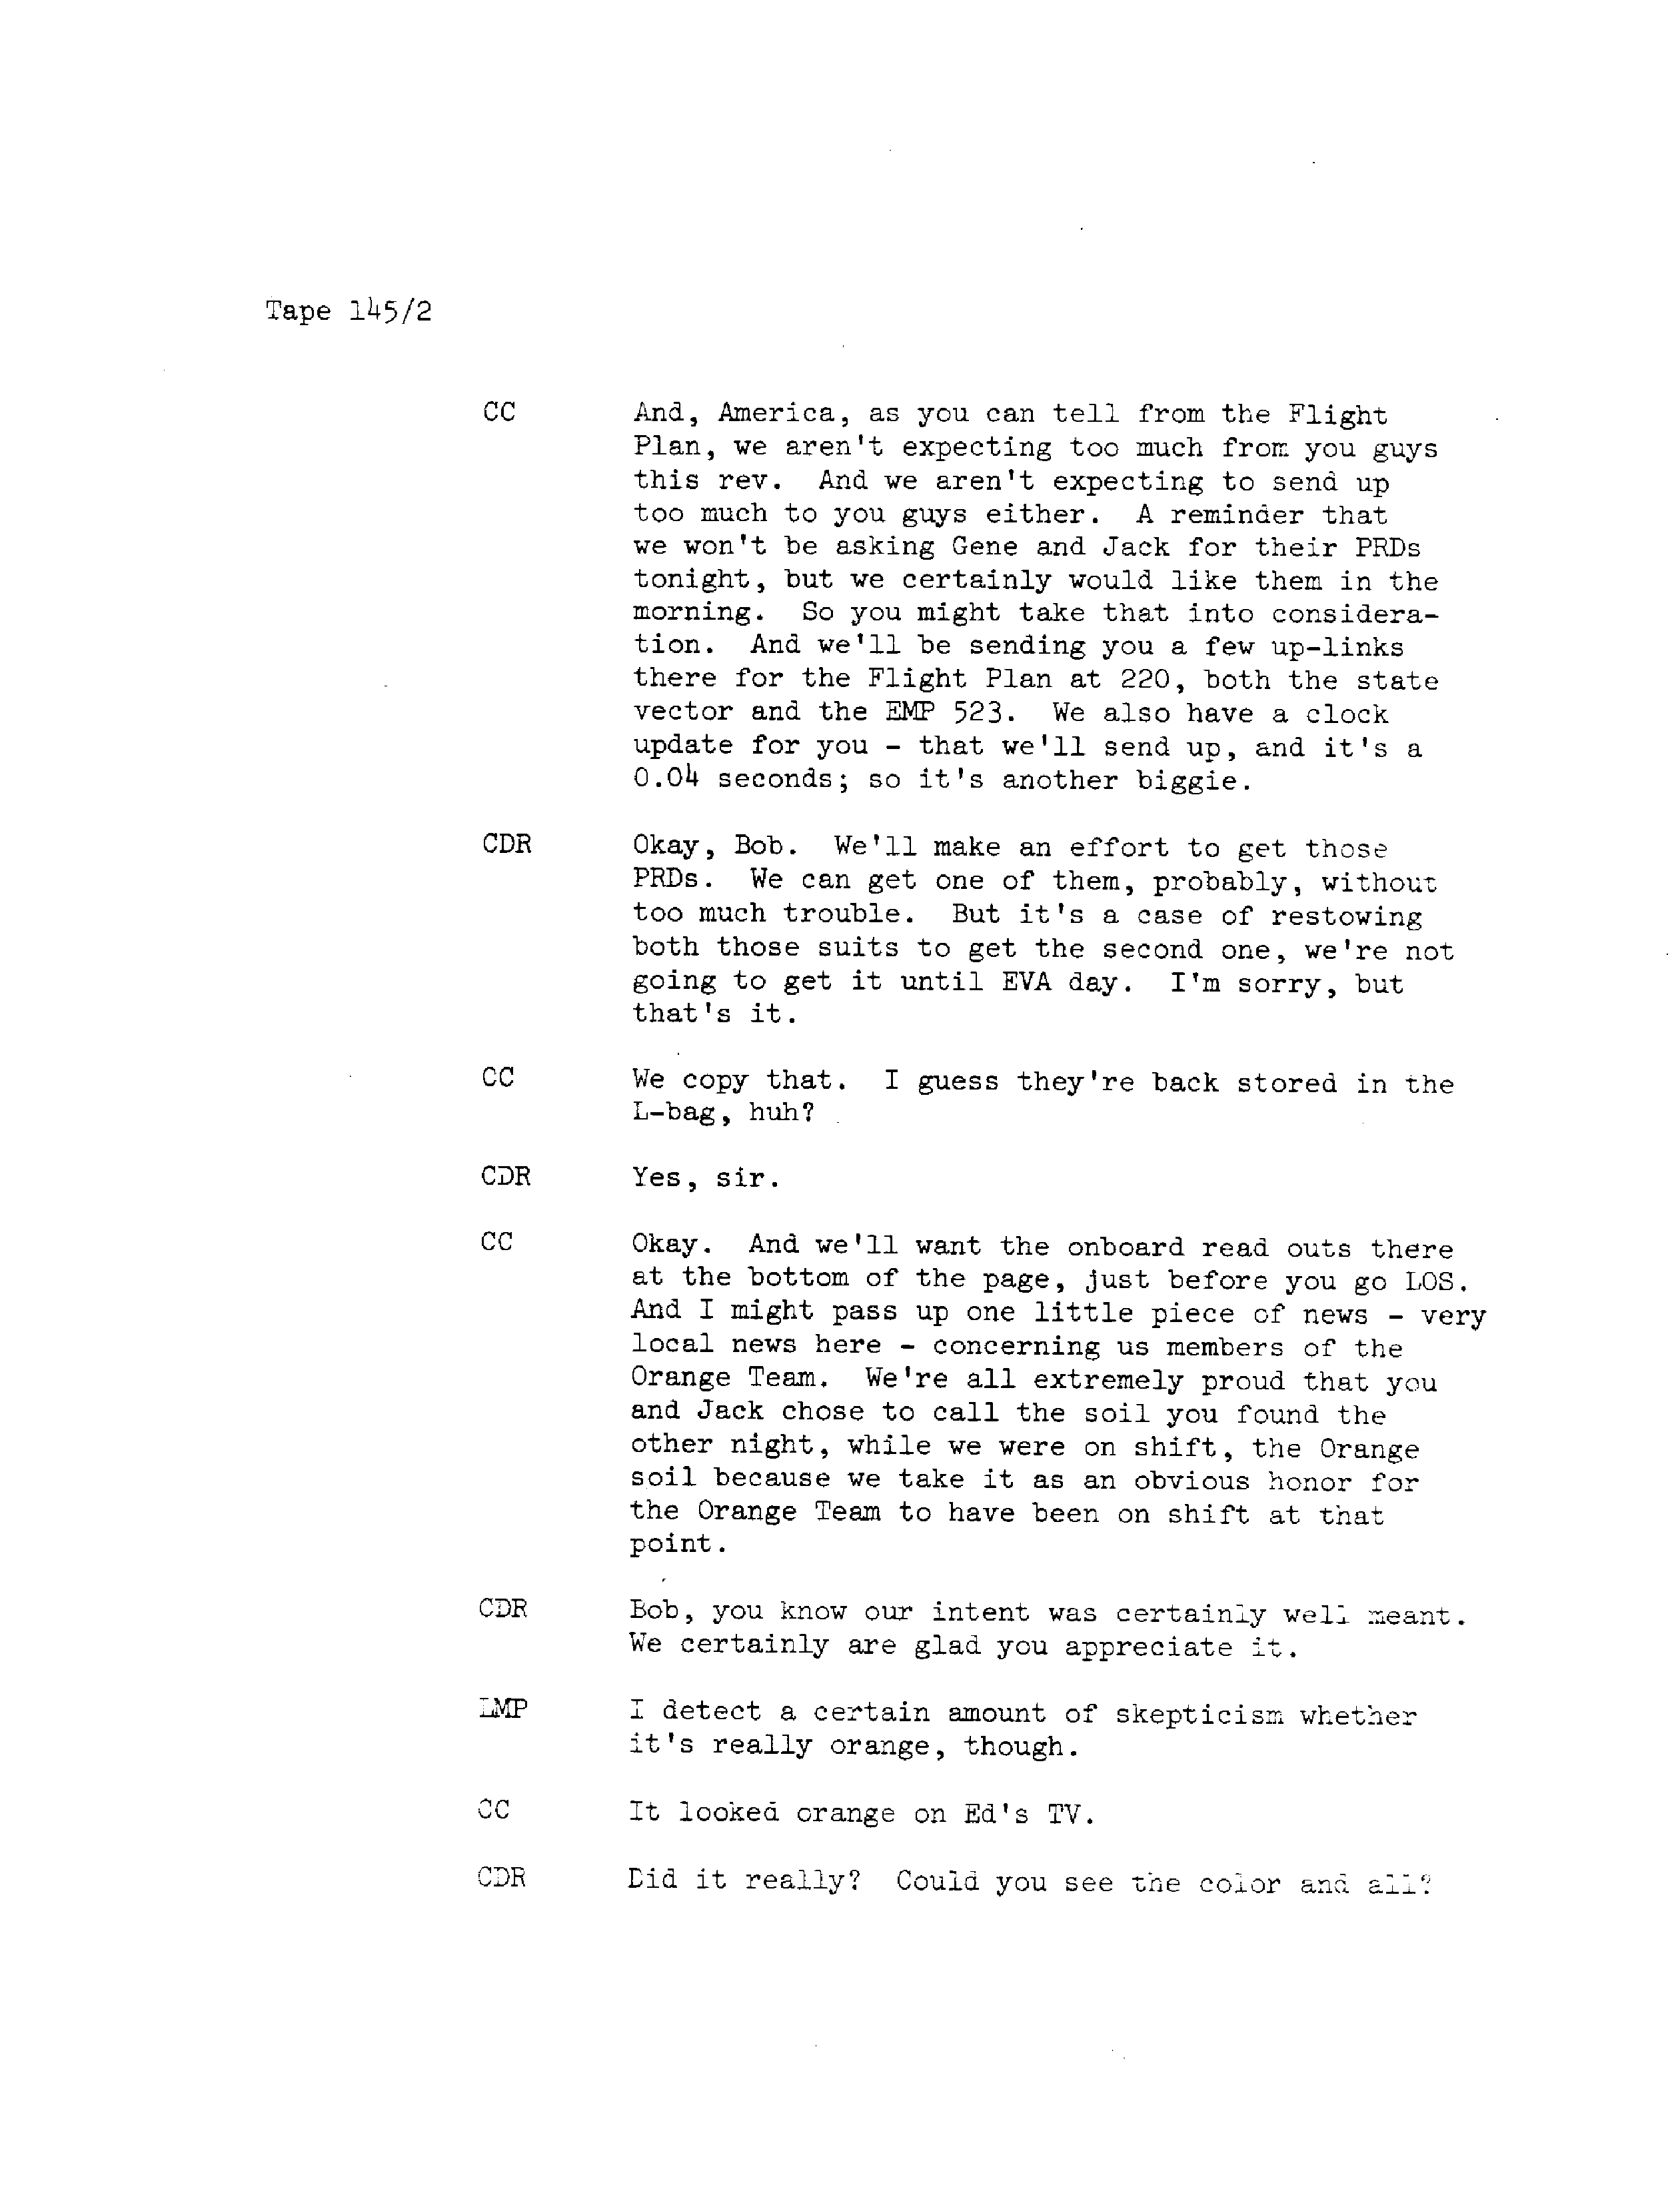 Tape 145/2
CC And, America, as you can tell from the Flight
Plan, we aren't expecting too much from you guys
this rev. And we aren't expecting to send up
too much to you guys either. A reminder that
we won't be asking Gene and Jack for their PRDs
tonight, but we certainly would like them in the
morning. So you might take that into considera-
tion. And we'll be sending you a few up-links
there for the Flight Plan at 220, both the state
vector and the EMP 523. We also have a clock
update for you - that we'll send up, and it's a
0.04 seconds; so it's another biggie.
CDR Okay, Bob. We'll make an effort to get those
PRDs. We can get one of them, probably, without
too much trouble. But it's a case of restowing
both those suits to get the second one, we're not
going to get it until EVA day. I'm sorry, but
that's it.
CC We copy that. I guess they're back stored in the
L-bag, huh?
CDR Yes, sir.
CC Okay. And we'll want the onboard read outs there
at the bottom of the page, just before you go LOS.
And I might pass up one little piece of news - very
local news here - concerning us members of the
Orange Team. We're all extremely proud that you
and Jack chose to call the soil you found the
other night, while we were on shift, the Orange
soil because we take it as an obvious honor for
the Orange Team to have been on shift at that
point.
CDR Bob, you know our intent was certainly well meant.
We certainly are glad you appreciate it.
LMP I detect a certain amount of skepticism whether
it's really orange, though.
CC It looked orange on Ed's TV.
CDR Did it really? Could you see the color and all?